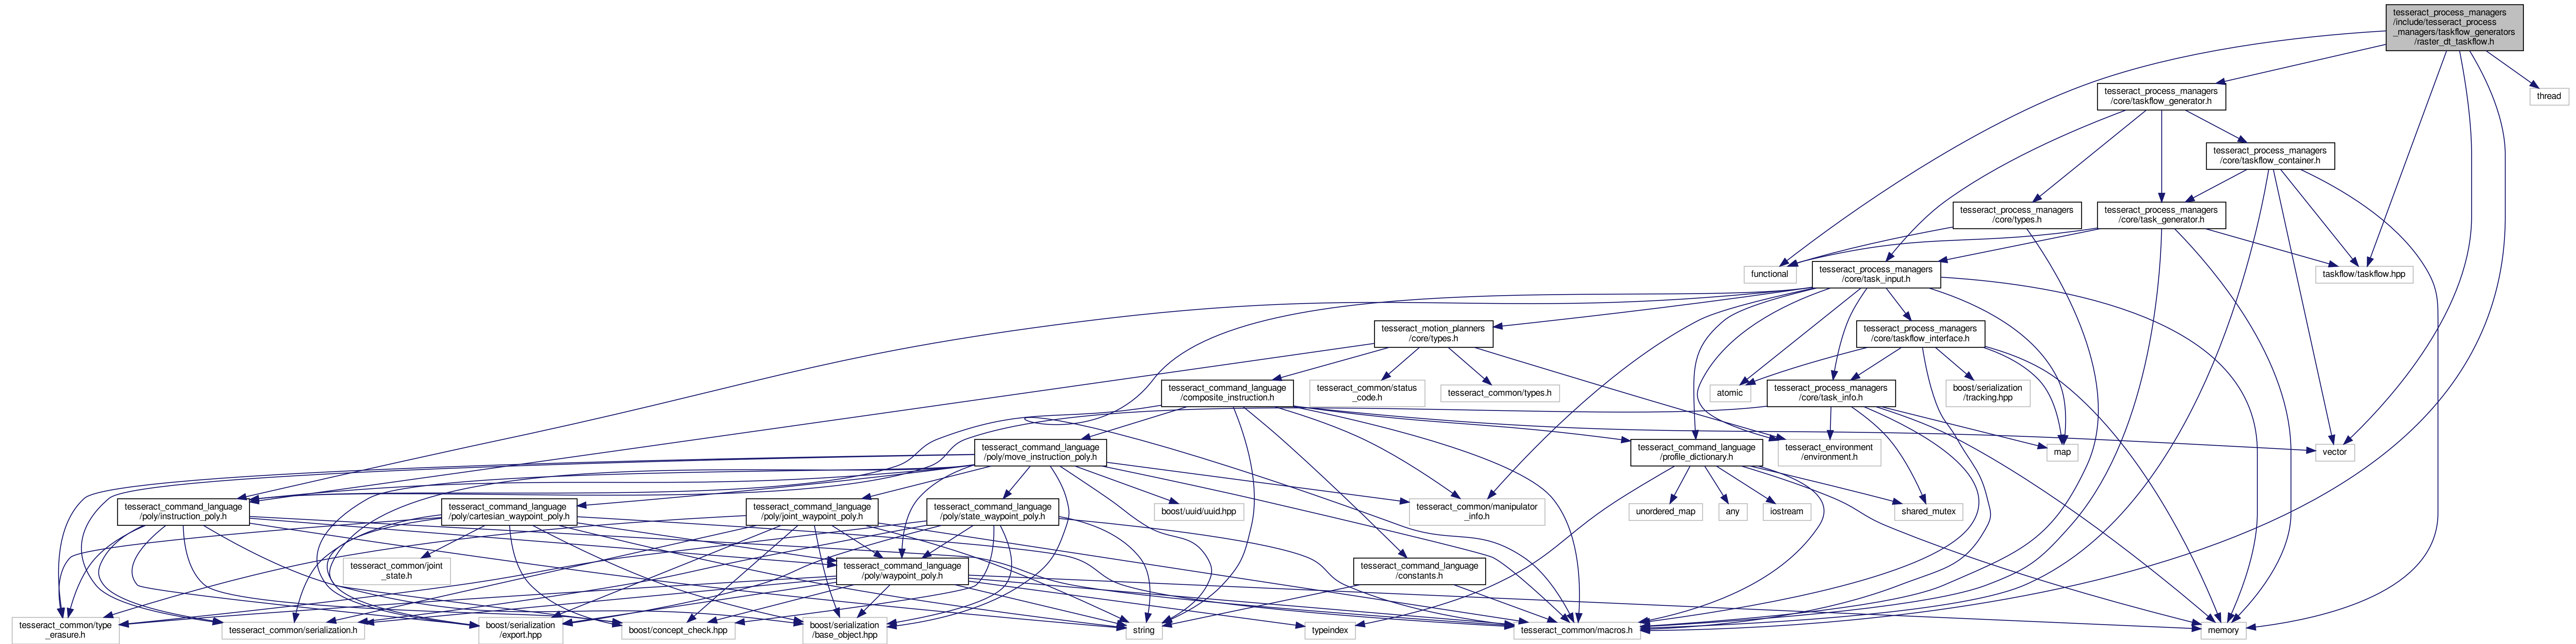 tesseract_process_managers
/include/tesseract_process
_managers/taskflow_generators
/raster_dt_taskflow.h
tesseract_process_managers
/core/taskflow_generator.h
thread
tesseract_process_managers
/core/taskflow_container.h
tesseract_process_managers
/core/types.h
tesseract_process_managers
/core/task_generator.h
functional
tesseract_process_managers
/core/task_input.h
taskflow/taskflow.hpp
tesseract_motion_planners
/core/types.h
tesseract_process_managers
/core/taskflow_interface.h
tesseract_command_language
/composite_instruction.h
tesseract_common/status
_code.h
tesseract_common/types.h
atomic
tesseract_process_managers
/core/task_info.h
boost/serialization
/tracking.hpp
tesseract_command_language
/poly/move_instruction_poly.h
tesseract_command_language
/profile_dictionary.h
tesseract_environment
/environment.h
map
vector
tesseract_command_language
/poly/instruction_poly.h
tesseract_command_language
/poly/cartesian_waypoint_poly.h
tesseract_command_language
/poly/joint_waypoint_poly.h
tesseract_command_language
/poly/state_waypoint_poly.h
boost/uuid/uuid.hpp
tesseract_common/manipulator
_info.h
unordered_map
any
iostream
shared_mutex
tesseract_common/joint
_state.h
tesseract_command_language
/poly/waypoint_poly.h
tesseract_command_language
/constants.h
tesseract_common/type
_erasure.h
tesseract_common/serialization.h
boost/serialization
/export.hpp
boost/concept_check.hpp
boost/serialization
/base_object.hpp
string
typeindex
tesseract_common/macros.h
memory